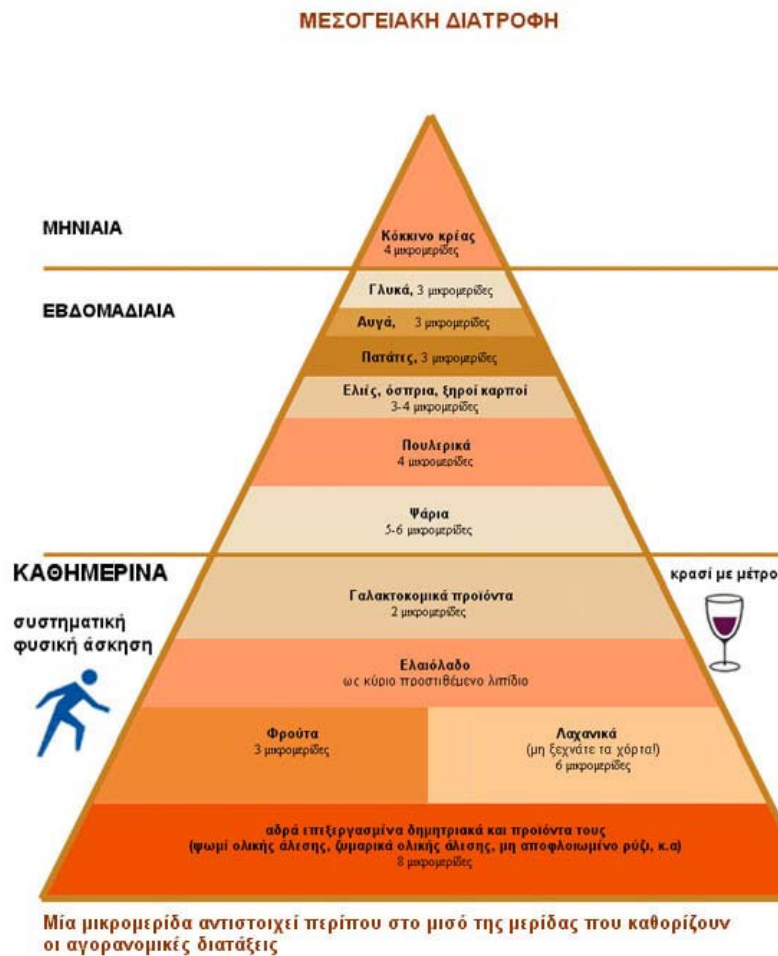 ΜΕΣΟΓΕΙΑΚΗ ΔΙΑΤΡΟΦΗ
ΜΗΝΙΑΙΑ
Κόκκινο κρέας
4 μικρομερίδες
ΕΒΔΟΜΑΔΙΑΙΑ
Γλυκά, 3 μικρομερίδες
Αυγά, 3 μικρομερίδες
Πατάτες, 3 μικρομερίδες
Ελιές, όσπρια, ξηροί καρποί
3-4 μικρομερίδες
Πουλερικά
4 μικρομερίδες
Ψάρια
5-6 μικρομερίδες
ΚΑΘΗΜΕΡΙΝΑ
συστηματική
φυσική άσκηση
κρασί με μέτρο
Γαλακτοκομικά προϊόντα
2 μικρομερίδες
Ελαιόλαδο
ως κύριο προστιθέμενο λιπίδιο
Φρούτα
3 μικρομερίδες
Λαχανικά
(μη ξεχνάτε τα χόρτα!)
6 μικρομερίδες
αδρά επεξεργασμένα δημητριακά και προϊόντα τους
(ψωμί ολικής άλεσης, ζυμαρικά ολικής άλεσης, μη αποφλοιωμένο ρύζι, κ.α)
8 μικρομερίδες
Μία μικρομερίδα αντιστοιχεί περίπου στο μισό της μερίδας που καθορίζουν
οι αγορανομικές διατάξεις